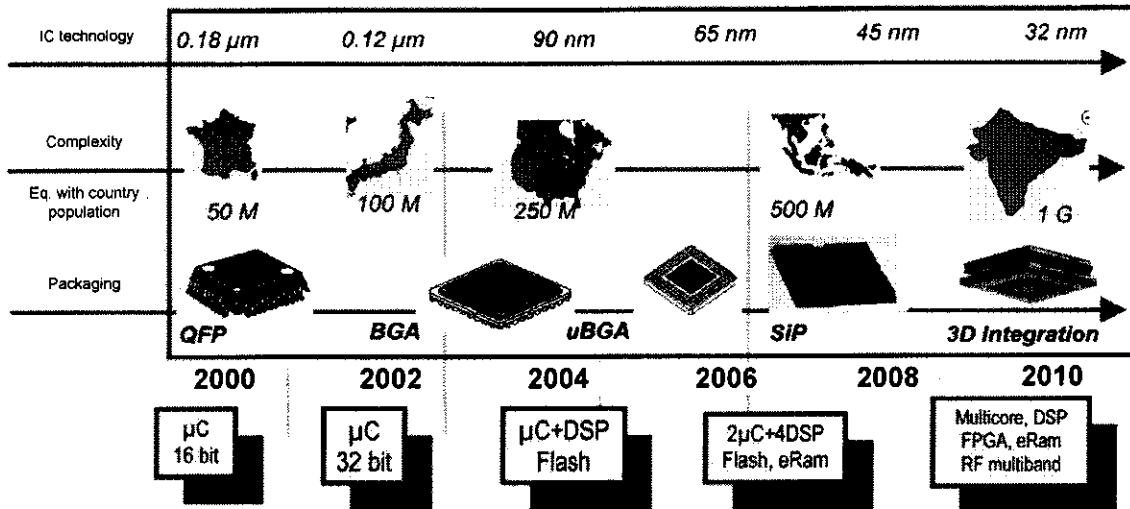 IC technology
0.18 µm 0.12 µm 90 nm 65 nm 45 nm 32 nm
Complexity
Eq. with country
population
50 M 100 M 250 M 500 M 1 G
Packaging
QFP BGA uBGA SiP 3D Integration
2000 2002 2004 2006 2008 2010
µC
16 bit
µC
32 bit
µC+DSP
Flash
2µC+4DSP
Flash, eRam
Multicore, DSP
FPGA, eRam
RF multiband